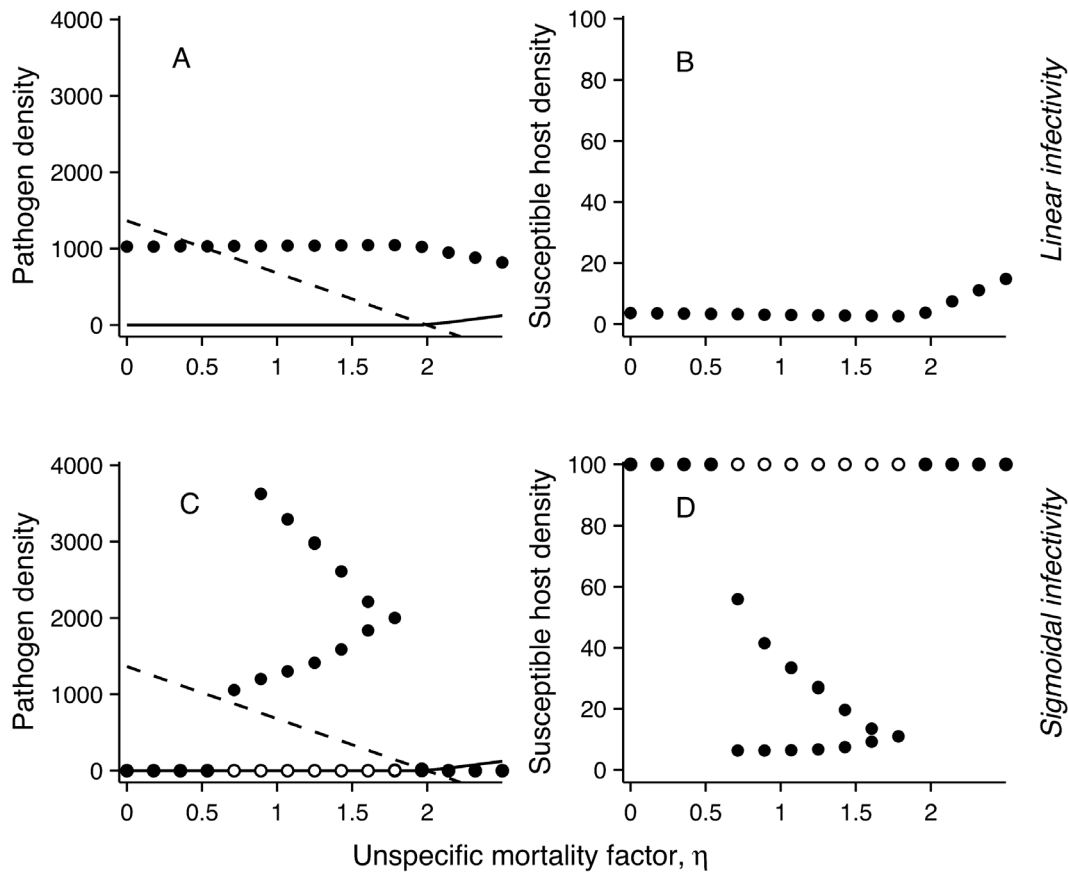 4000
3000
2000
1000
0
A
Pathogen density
0 0.5 1 1.5 2
100
80
60
40
20
0
B
Susceptible host density
0 0.5 1 1.5 2
Linear infectivity
4000
3000
2000
1000
0
C
Pathogen density
0 0.5 1 1.5 2
100
80
60
40
20
0
D
Susceptible host density
0 0.5 1 1.5 2
Sigmoidal infectivity
Unspecific mortality factor, η